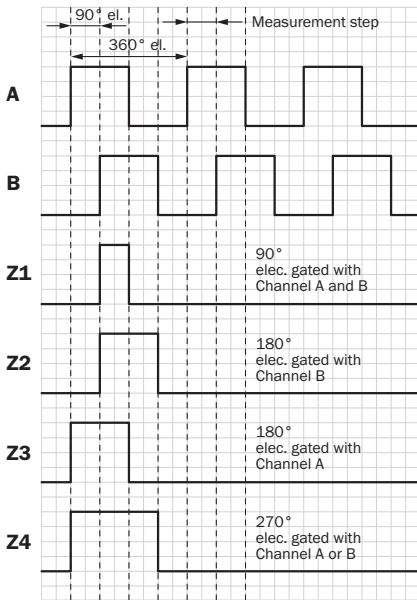 90° el.
Measurement step
360° el.
A
B
Z1
90°
elec. gated with
Channel A and B
Z2
180°
elec. gated with
Channel B
Z3
180°
elec. gated with
Channel A
Z4
270°
elec. gated with
Channel A or B